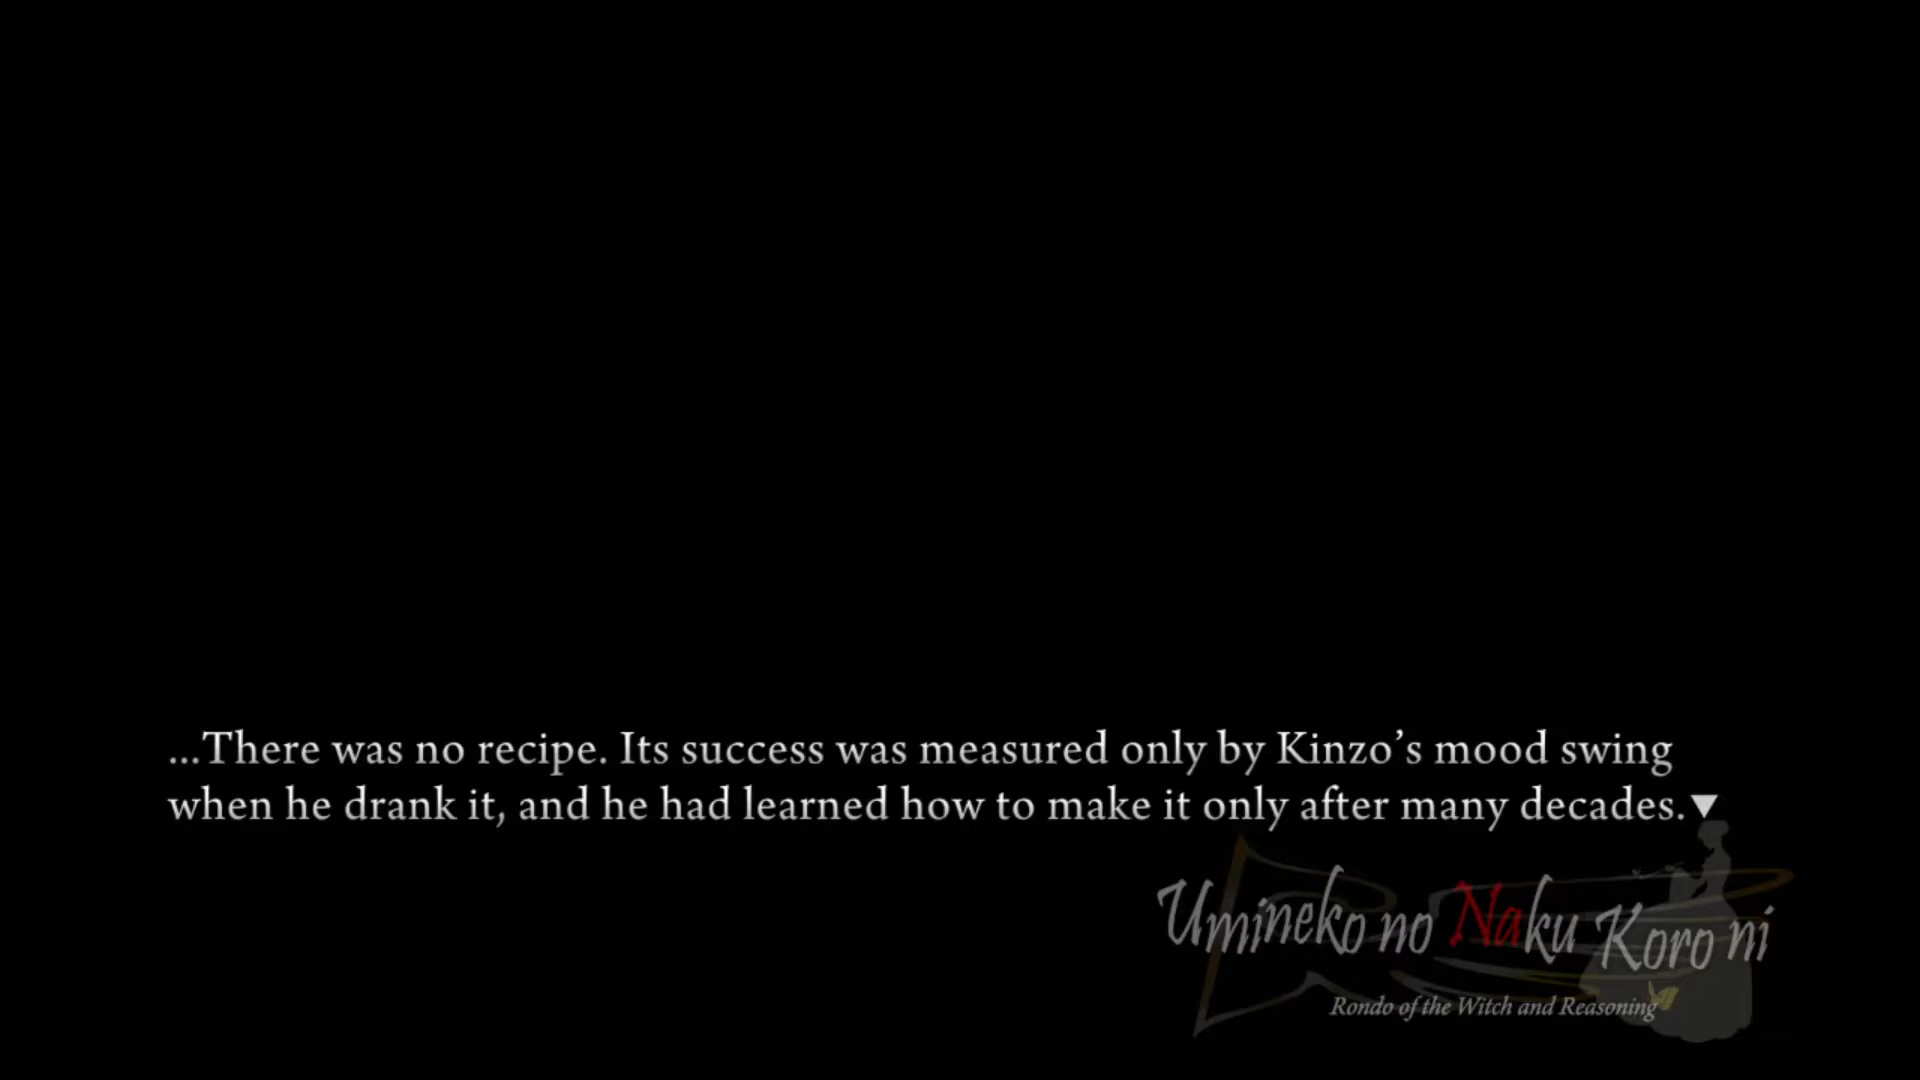 ...There was no recipe. Its success was measured only by Kinzo’s mood swing
when he drank it, and he had learned how to make it only after many decades.
Umineko no Naku Koro ni
Rondo of the Witch and Reasoning